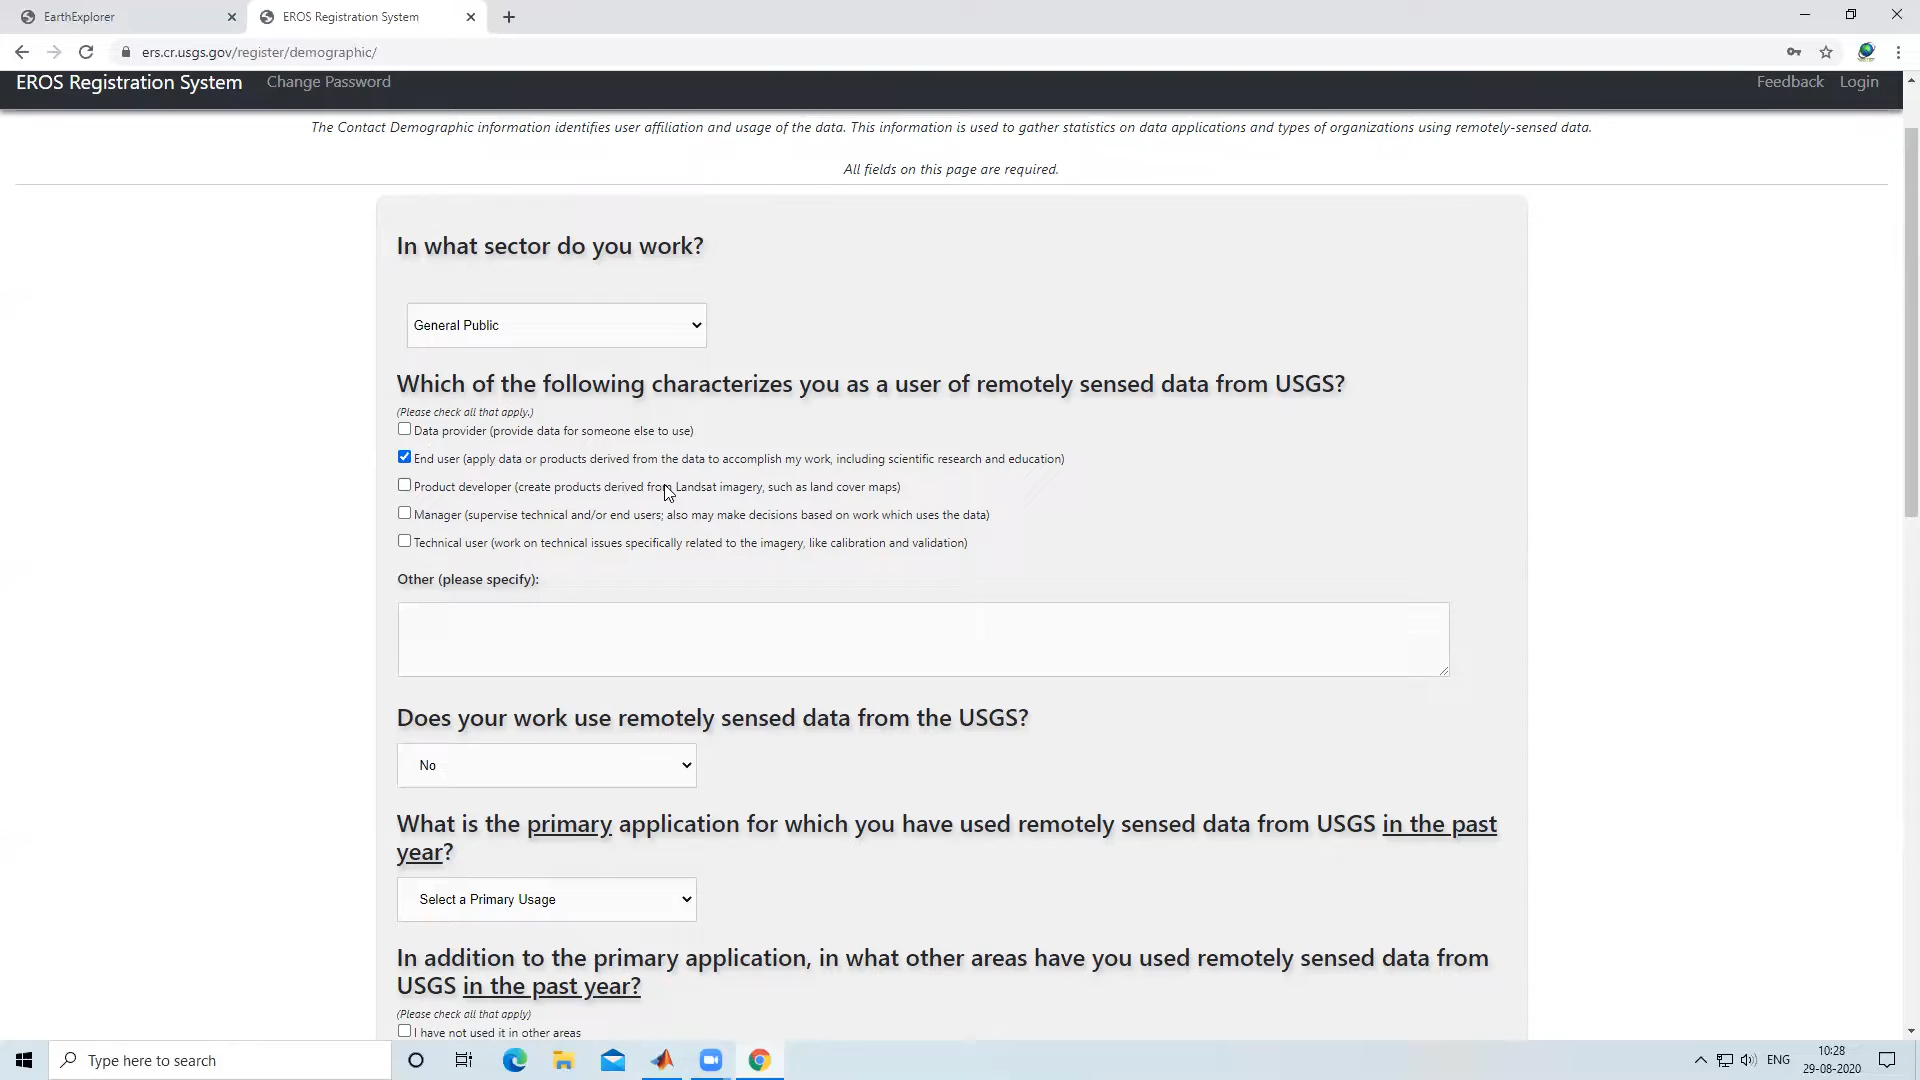 EarthExplorer
EROS Registration System
ers.cr.usgs.gov/register/demographic/
EROS Registration System Change Password Feedback Login
The Contact Demographic information identifies user affiliation and usage of the data. This information is used to gather statistics on data applications and types of organizations using remotely-sensed data.
All fields on this page are required.
In what sector do you work?
General Public
Which of the following characterizes you as a user of remotely sensed data from USGS?
(Please check all that apply.)
Data provider (provide data for someone else to use)
End user (apply data or products derived from the data to accomplish my work, including scientific research and education)
Product developer (create products derived from Landsat imagery, such as land cover maps)
Manager (supervise technical and/or end users; also may make decisions based on work which uses the data)
Technical user (work on technical issues specifically related to the imagery, like calibration and validation)
Other (please specify):
Does your work use remotely sensed data from the USGS?
No
What is the primary application for which you have used remotely sensed data from USGS in the past
year?
Select a Primary Usage
In addition to the primary application, in what other areas have you used remotely sensed data from
USGS in the past year?
(Please check all that apply)
I have not used it in other areas
Type here to search
ENG
10:28
29-08-2020